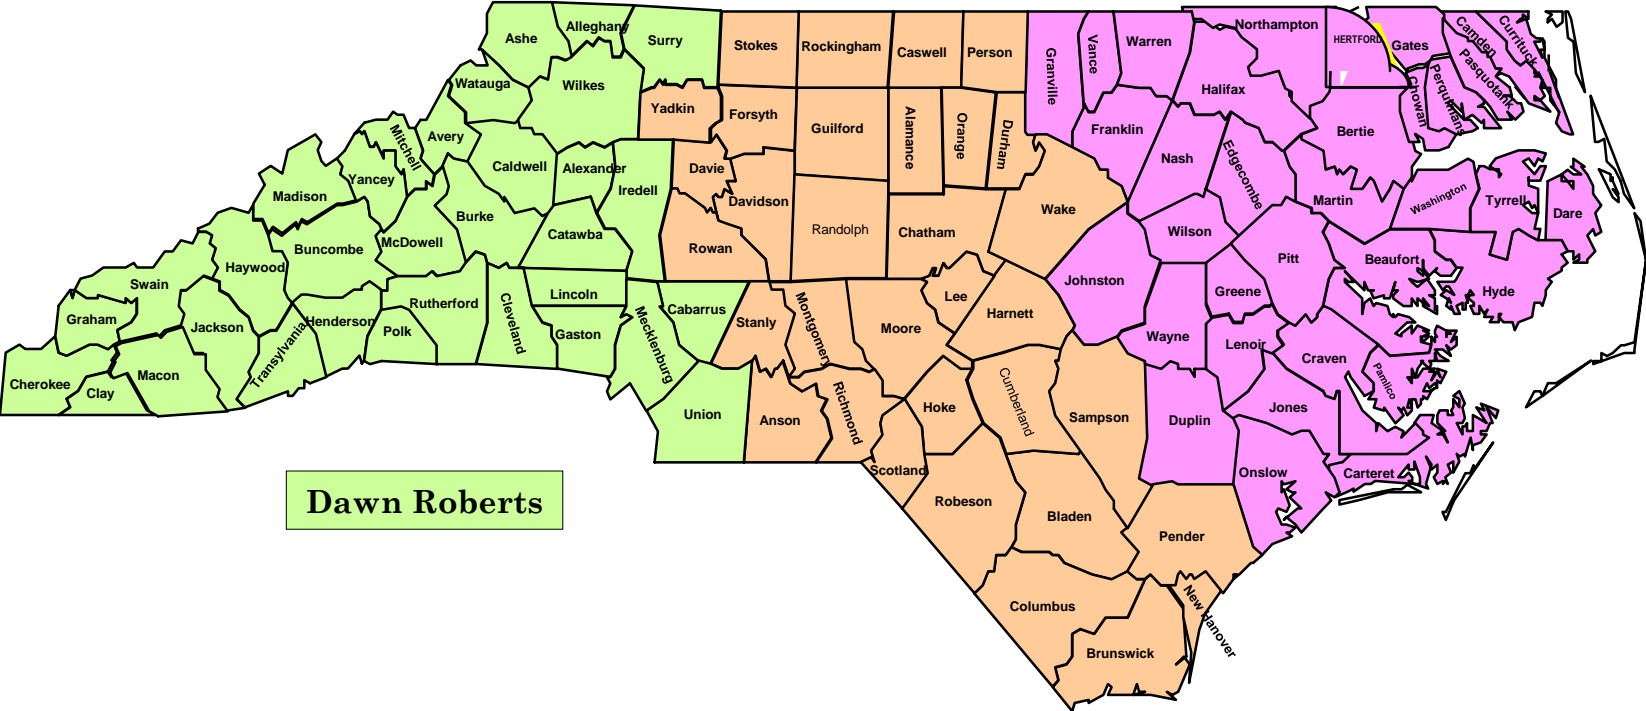 Ashe
Alleghany
Surry
Stokes
Rockingham
Caswell
Person
Granville
Vance
Warren
Northampton
HERTFORD
Gates
Camden
Currituck
Pasquotank
Perquimans
Chowan
Watauga
Wilkes
Yadkin
Forsyth
Guilford
Alamance
Orange
Durham
Franklin
Halifax
Nash
Edgecombe
Bertie
Martin
Washington
Tyrrell
Dare
Mitchell
Avery
Caldwell
Alexander
Iredell
Davie
Davidson
Randolph
Chatham
Wake
Wilson
Madison
Yancey
Burke
Catawba
Rowan
Buncombe
McDowell
Johnston
Greene
Pitt
Beaufort
Hyde
Swain
Haywood
Graham
Jackson
Transylvania
Henderson
Polk
Rutherford
Cleveland
Lincoln
Gaston
Mecklenburg
Cabarrus
Stanly
Montgomery
Moore
Lee
Harnett
Wayne
Lenoir
Craven
Pamlico
Cherokee
Clay
Macon
Union
Anson
Richmond
Hoke
Cumberland
Sampson
Duplin
Jones
Carteret
Onslow
Scotland
Robeson
Bladen
Pender
Dawn Roberts
Columbus
Brunswick
New Hanover